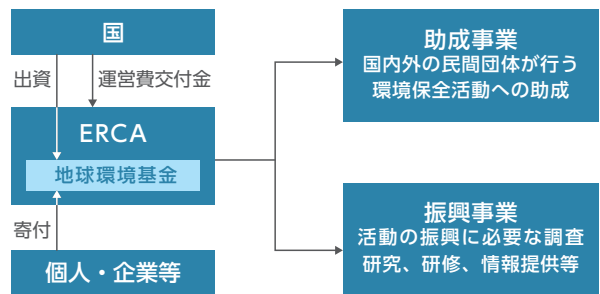 国
出資
運営費交付金
ERCA
地球環境基金
寄付
個人・企業等
助成事業
国内外の民間団体が行う
環境保全活動への助成
振興事業
活動の振興に必要な調査
研究、研修、情報提供等